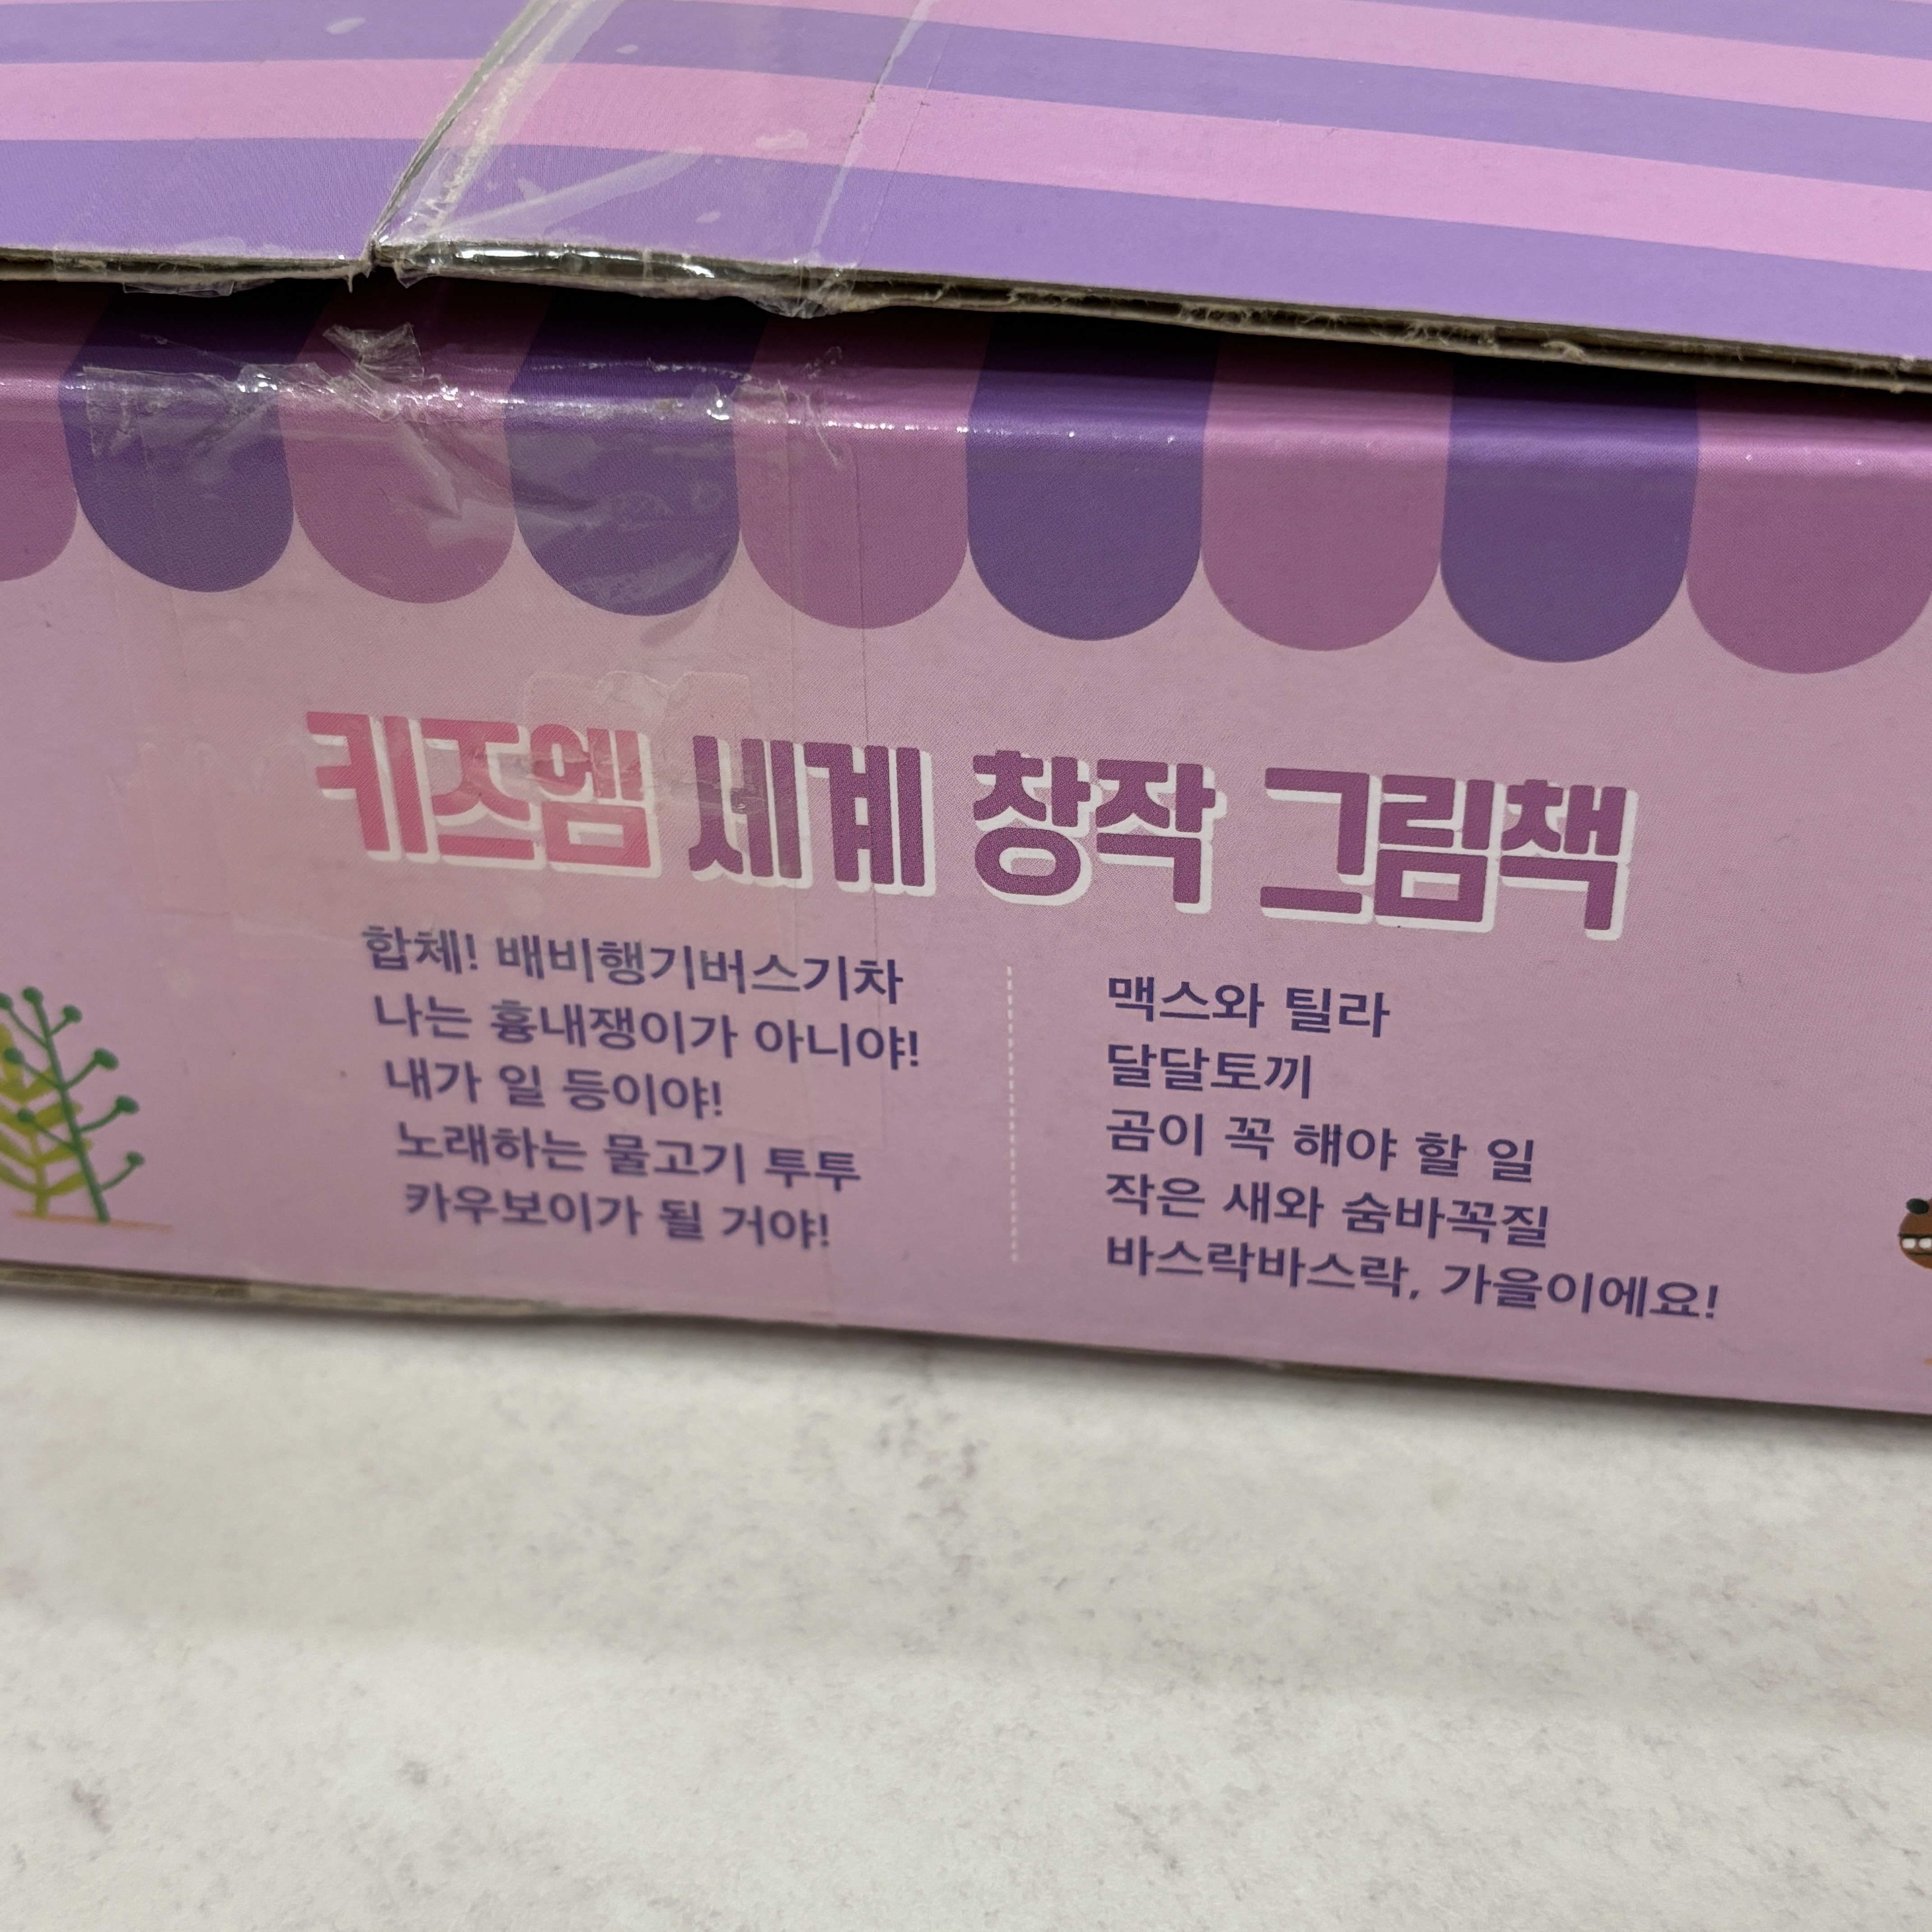 키즈엠 세계 창작 그림책
합체! 배비행기버스기차
나는 흉내쟁이가 아니야!
내가 일 등이야!
노래하는 물고기 투투
카우보이가 될 거야!
맥스와 틸라
달달토끼
곰이 꼭 해야 할 일
작은 새와 숨바꼭질
바스락바스락, 가을이에요!